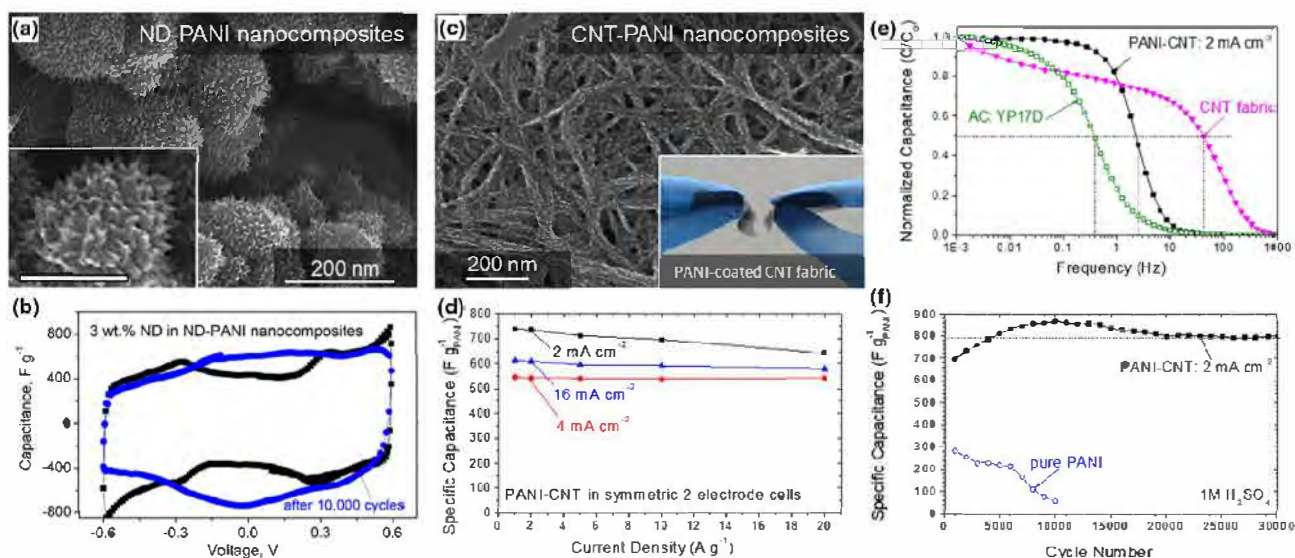 (a) ND-PANI nanocomposites
200 nm
(b)
3 wt.% ND in ND-PANI nanocomposites
after 10.000 cycles
Capacitance, F g⁻¹
800
400
0
-400
-800
-0.6
-0.3
0.0
0.3
0.6
Voltage, V
(c) CNT-PANI nanocomposites
200 nm
PANI-coated CNT fabric
(d)
2 mA cm⁻²
16 mA cm⁻²
4 mA cm⁻²
PANI-CNT in symmetric 2 electrode cells
Specific Capacitance (F g⁻¹PANI)
800
700
600
500
400
300
200
100
0
0
2
4
6
8
10
12
14
16
18
20
Current Density (A g⁻¹)
(e)
PANI-CNT: 2 mA cm⁻²
AC: YP17D
CNT fabric
Normalized Capacitance (C/C₀)
1.0
0.8
0.6
0.4
0.2
0.0
1E-3
0.01
0.1
1
10
100
Frequency (Hz)
(f)
PANI-CNT: 2 mA cm⁻²
pure PANI
1M H₂SO₄
Specific Capacitance (F g⁻¹PANI)
900
800
700
600
500
400
300
200
100
0
0
5000
10000
15000
20000
25000
30000
Cycle Number